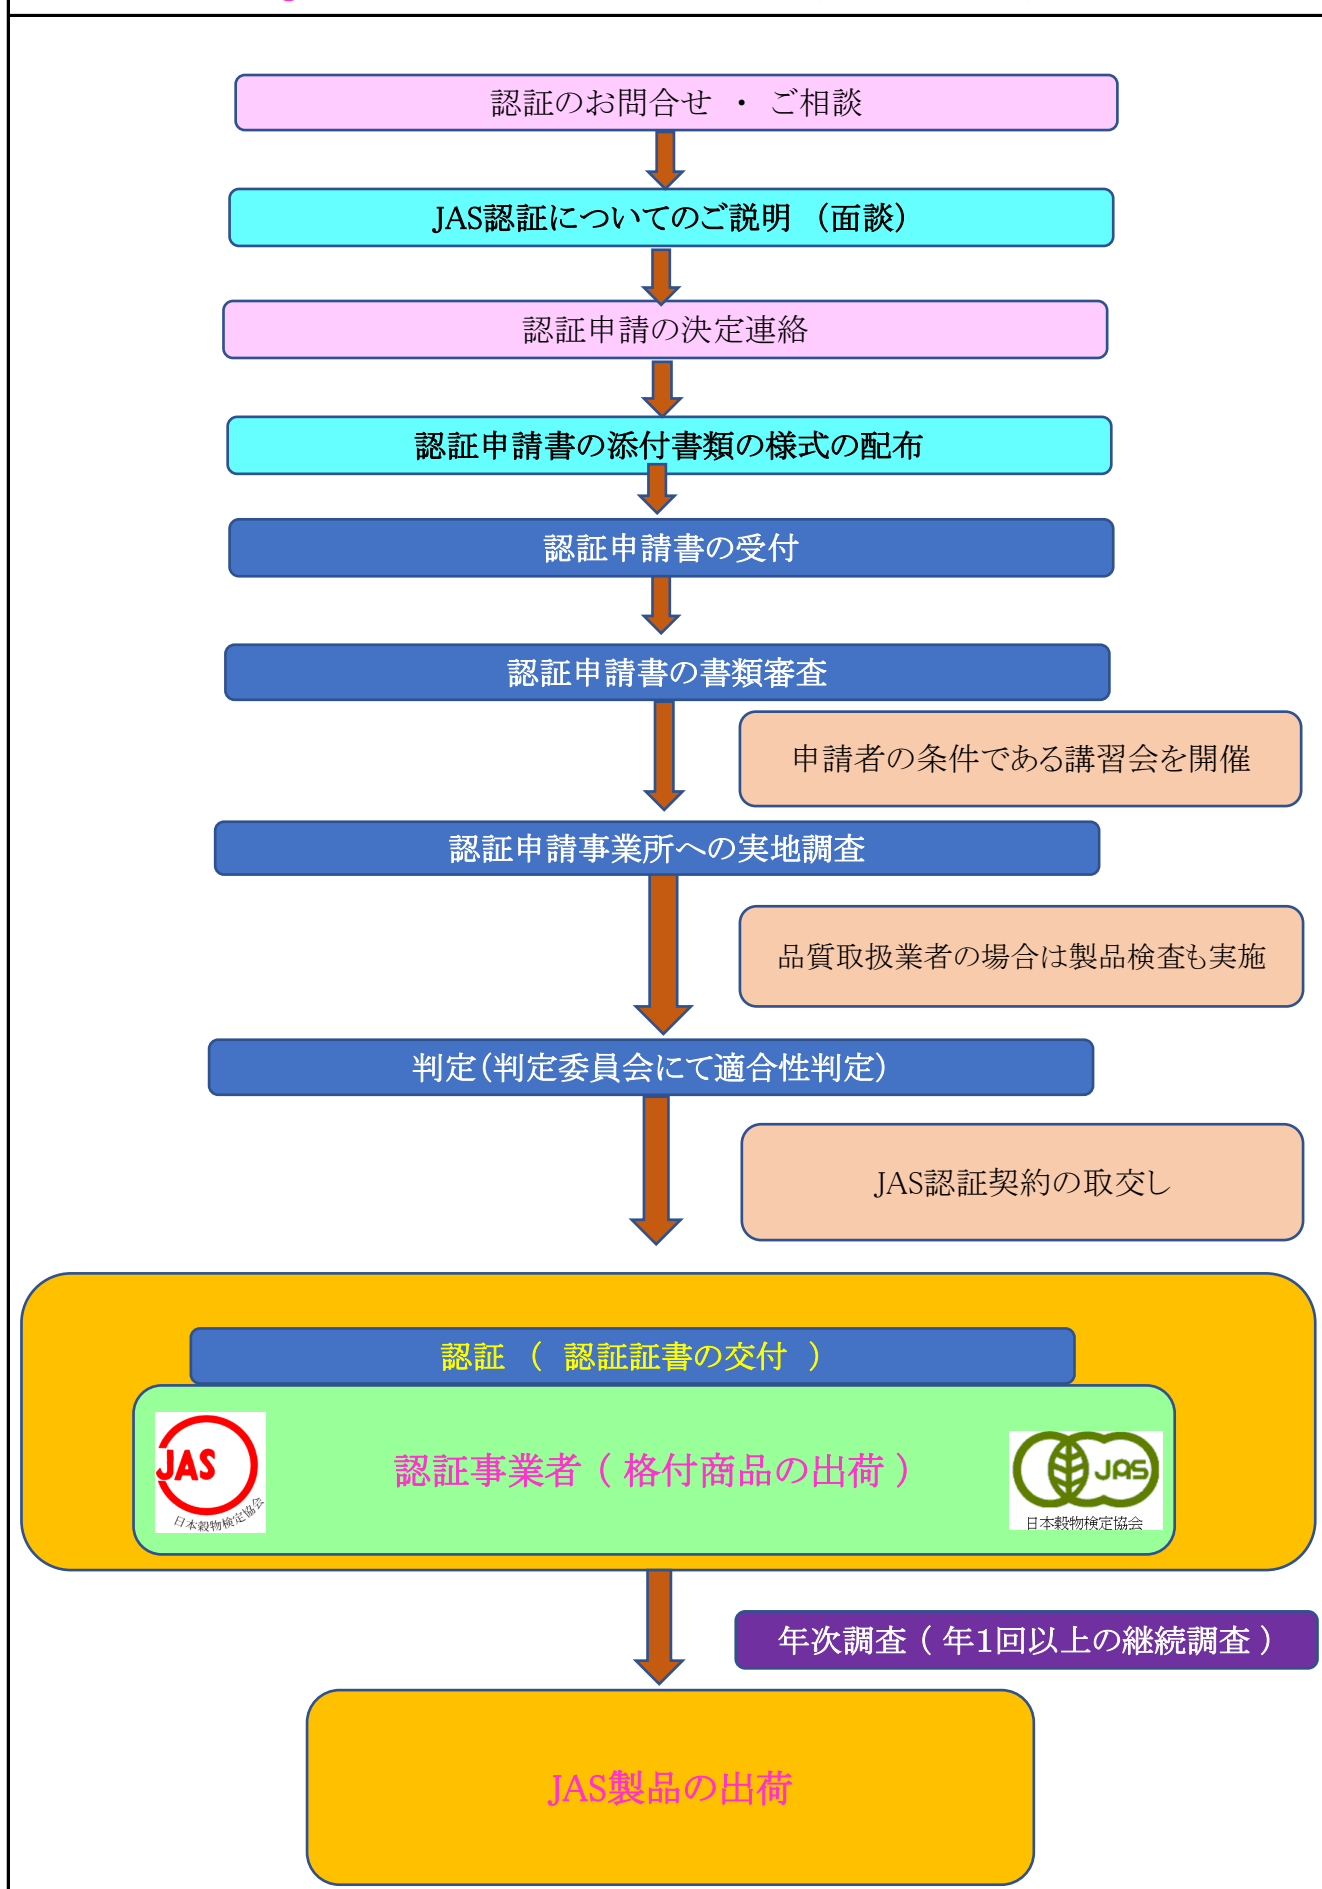 認証のお問合せ ・ ご相談
JAS認証についてのご説明 （面談）
認証申請の決定連絡
認証申請書の添付書類の様式の配布
認証申請書の受付
認証申請書の書類審査
申請者の条件である講習会を開催
認証申請事業所への実地調査
品質取扱業者の場合は製品検査も実施
判定（判定委員会にて適合性判定）
JAS認証契約の取交し
認証 （ 認証証書の交付 ）
JAS
日本穀物検定協会
認証事業者（ 格付商品の出荷 ）
JAS
日本穀物検定協会
年次調査（ 年1回以上の継続調査 ）
JAS製品の出荷